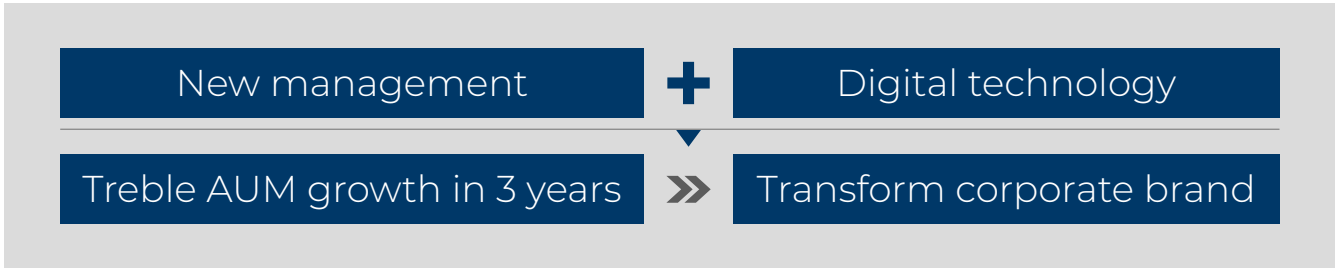 New management
Digital technology
Treble AUM growth in 3 years
Transform corporate brand